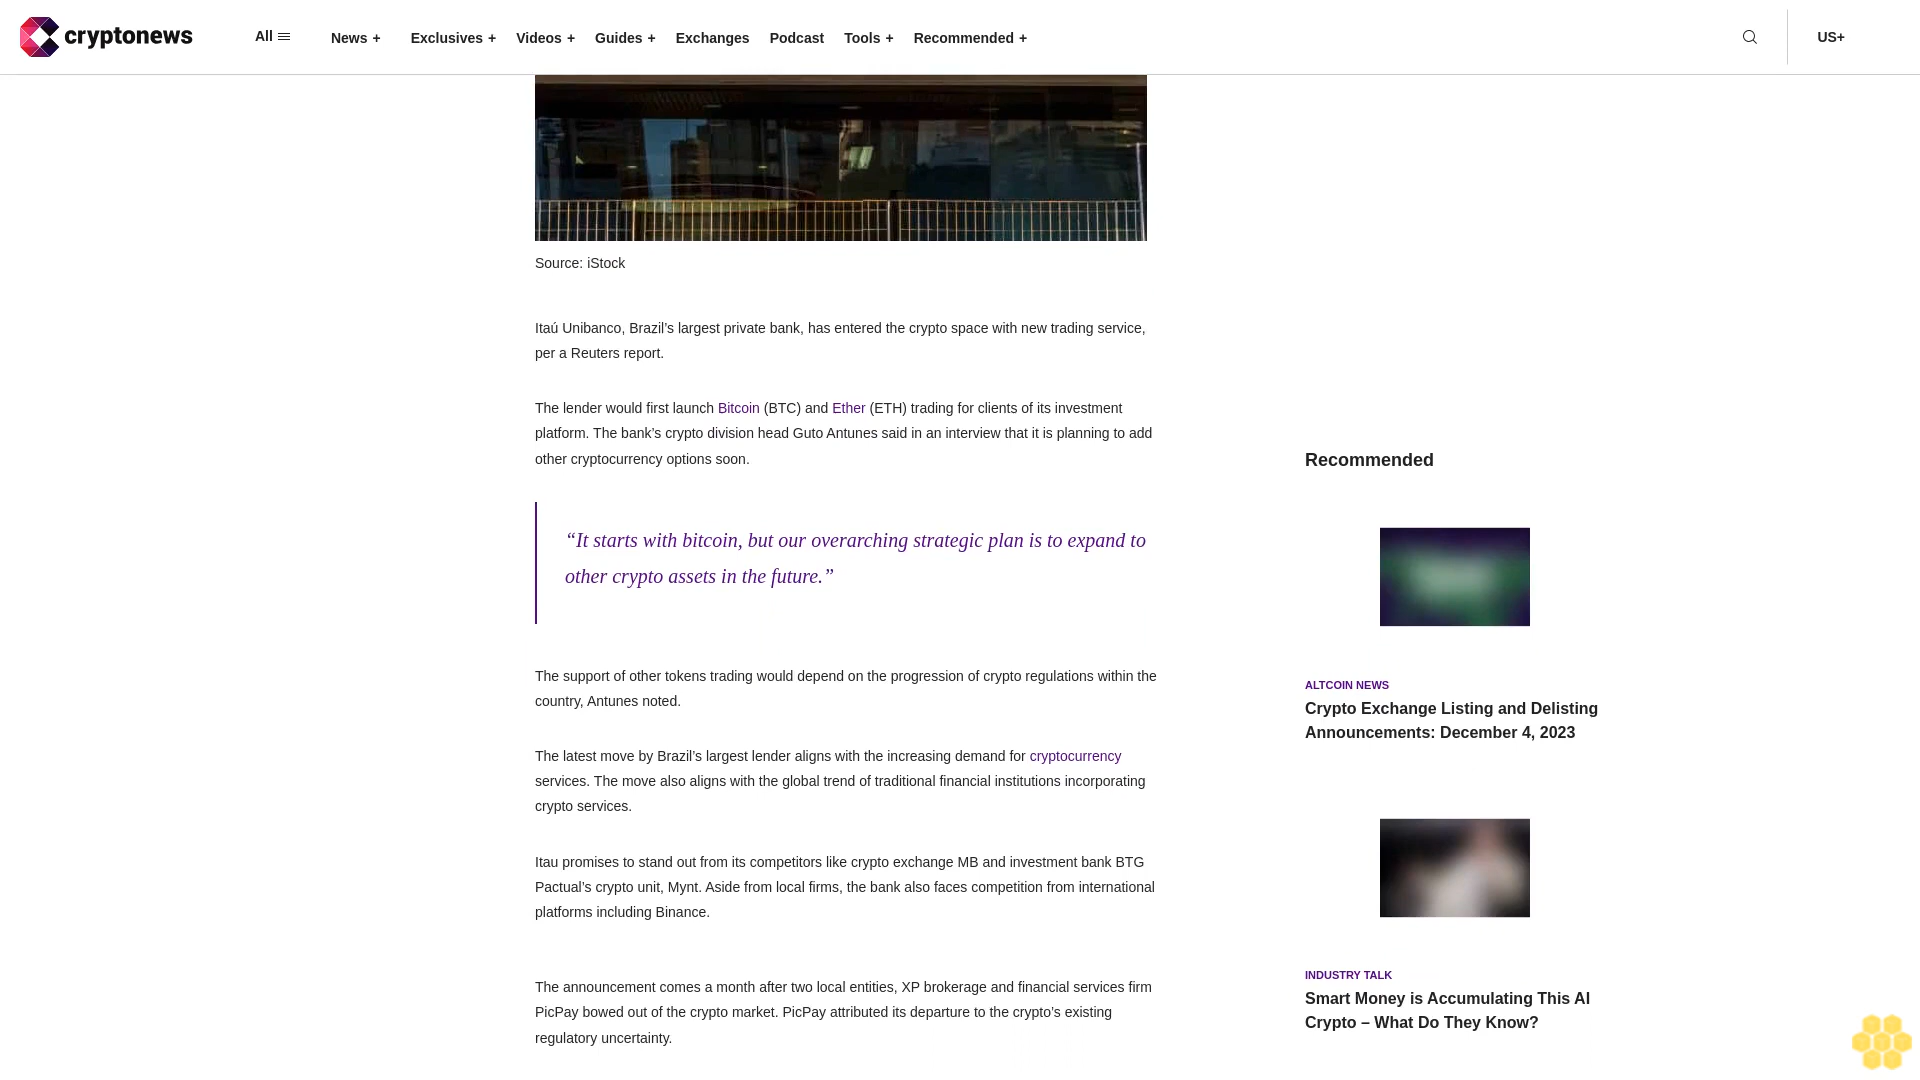 cryptonews
All
News +
Exclusives +
Videos +
Guides +
Exchanges
Podcast
Tools +
Recommended +
US+
Source: iStock
Itaú Unibanco, Brazil’s largest private bank, has entered the crypto space with new trading service,
per a Reuters report.
The lender would first launch Bitcoin (BTC) and Ether (ETH) trading for clients of its investment
platform. The bank’s crypto division head Guto Antunes said in an interview that it is planning to add
other cryptocurrency options soon.
“It starts with bitcoin, but our overarching strategic plan is to expand to
other crypto assets in the future.”
The support of other tokens trading would depend on the progression of crypto regulations within the
country, Antunes noted.
The latest move by Brazil’s largest lender aligns with the increasing demand for cryptocurrency
services. The move also aligns with the global trend of traditional financial institutions incorporating
crypto services.
Itau promises to stand out from its competitors like crypto exchange MB and investment bank BTG
Pactual’s crypto unit, Mynt. Aside from local firms, the bank also faces competition from international
platforms including Binance.
The announcement comes a month after two local entities, XP brokerage and financial services firm
PicPay bowed out of the crypto market. PicPay attributed its departure to the crypto’s existing
regulatory uncertainty.
Recommended
ALTCOIN NEWS
Crypto Exchange Listing and Delisting
Announcements: December 4, 2023
INDUSTRY TALK
Smart Money is Accumulating This AI
Crypto – What Do They Know?